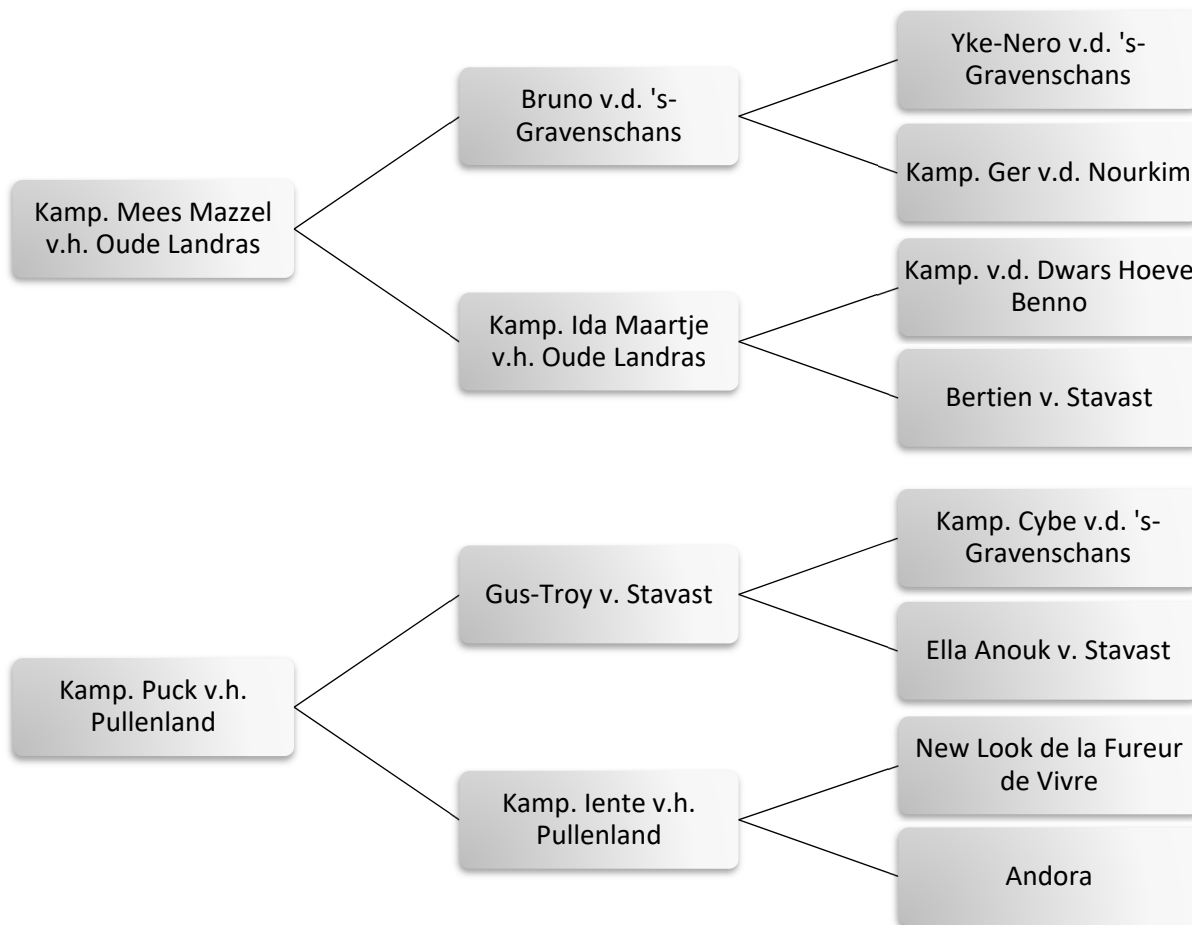 Yke-Nero v.d. 's-
Gravenschans
Bruno v.d. 's-
Gravenschans
Kamp. Ger v.d. Nourkim
Kamp. Mees Mazzel
v.h. Oude Landras
Kamp. v.d. Dwars Hoeve
Benno
Kamp. Ida Maartje
v.h. Oude Landras
Bertien v. Stavast
Kamp. Cybe v.d. 's-
Gravenschans
Gus-Troy v. Stavast
Ella Anouk v. Stavast
Kamp. Puck v.h.
Pullenland
New Look de la Fureur
de Vivre
Kamp. Iente v.h.
Pullenland
Andora